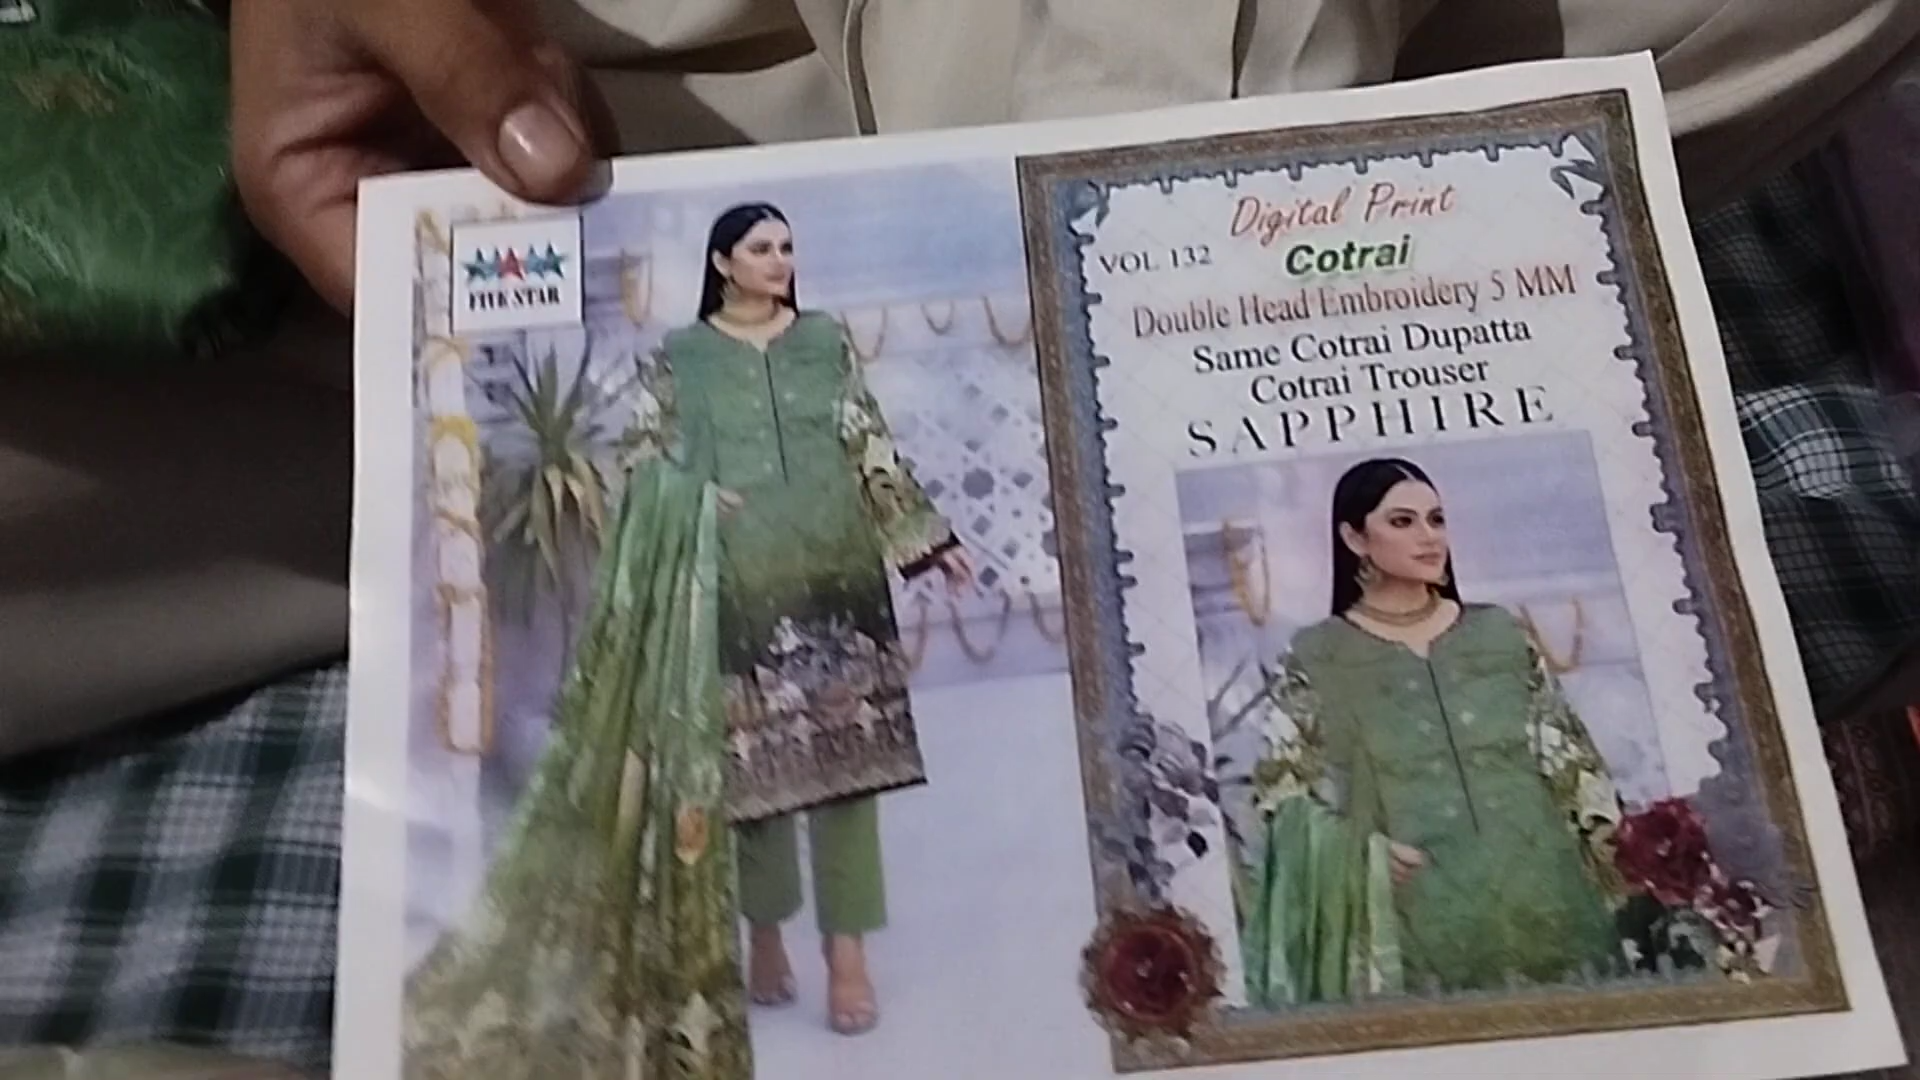 FIVE STAR
Digital Print
VOL 132
Cotrai
Double Head Embroidery 5 MM
Same Cotrai Dupatta
Cotrai Trouser
SAPPHIRE